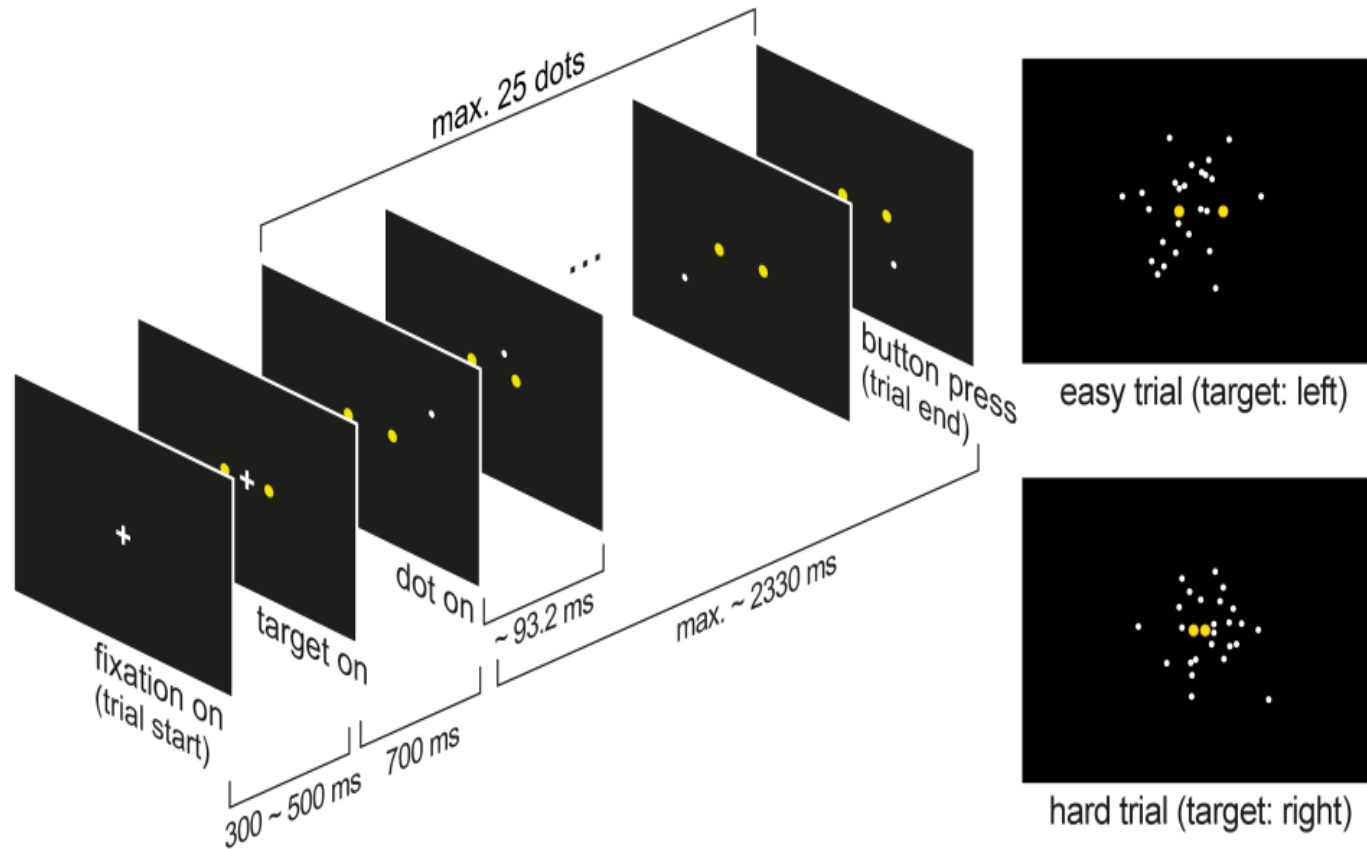 max. 25 dots
...
fixation on
(trial start)
target on
dot on
button press
(trial end)
300 ~ 500 ms
700 ms
~ 93.2 ms
max. ~ 2330 ms
easy trial (target: left)
hard trial (target: right)